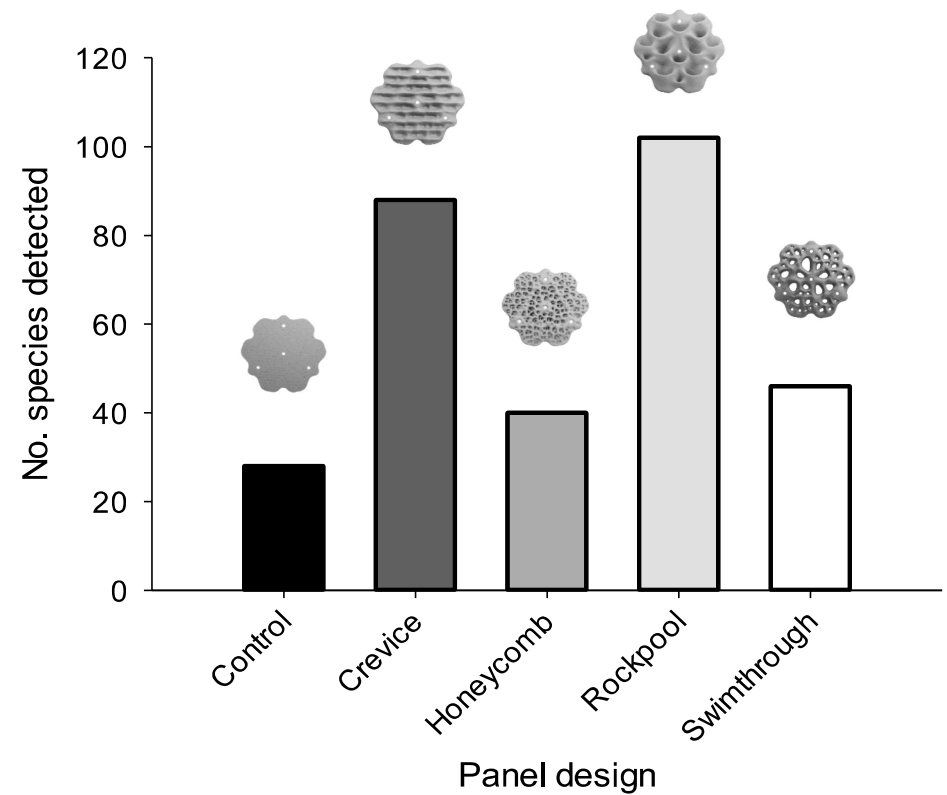 120
100
80
60
40
20
0
No. species detected
Control
Crevice
Honeycomb
Rockpool
Swimthrough
Panel design